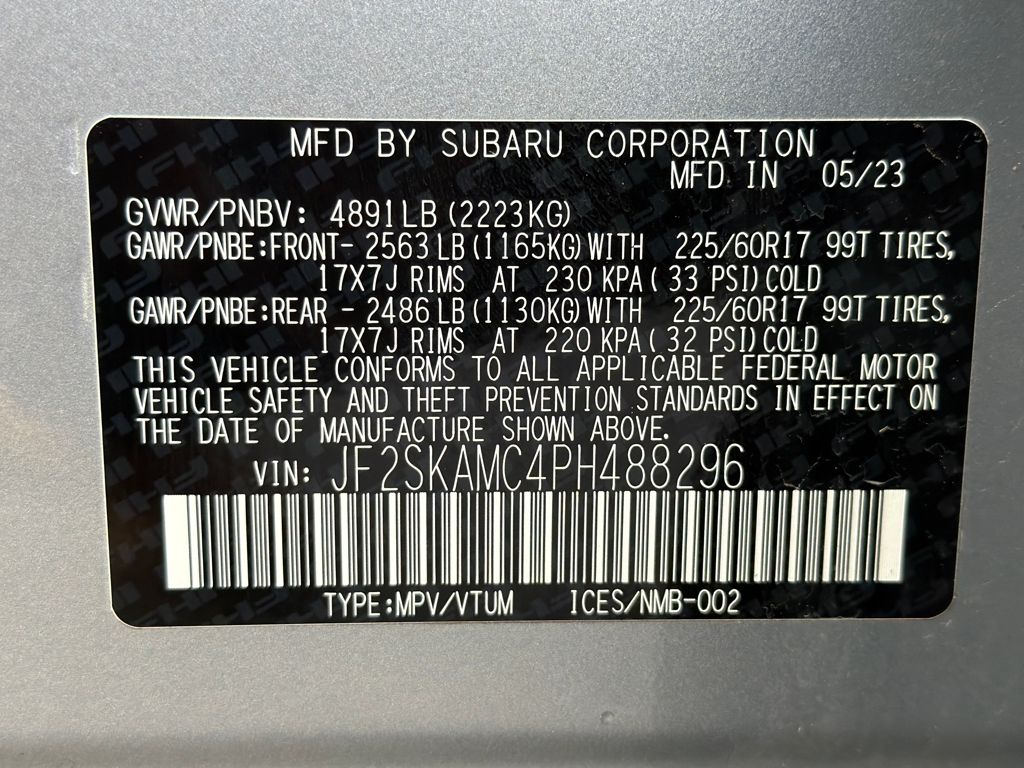 MFD BY SUBARU CORPORATION
MFD IN 05/23
GVWR/PNBV: 4891LB(2223KG)
GAWR/PNBE:FRONT- 2563LB(1165KG)WITH 225/60R17 99T TIRES,
17X7J RIMS AT 230 KPA( 33 PSI)COLD
GAWR/PNBE:REAR - 2486LB(1130KG)WITH 225/60R17 99T TIRES,
17X7J RIMS AT 220 KPA( 32 PSI)COLD
THIS VEHICLE CONFORMS TO ALL APPLICABLE FEDERAL MOTOR
VEHICLE SAFETY AND THEFT PREVENTION STANDARDS IN EFFECT ON
THE DATE OF MANUFACTURE SHOWN ABOVE.
VIN: JF2SKAMC4PH488296
TYPE:MPV/VTUM ICES/NMB-002